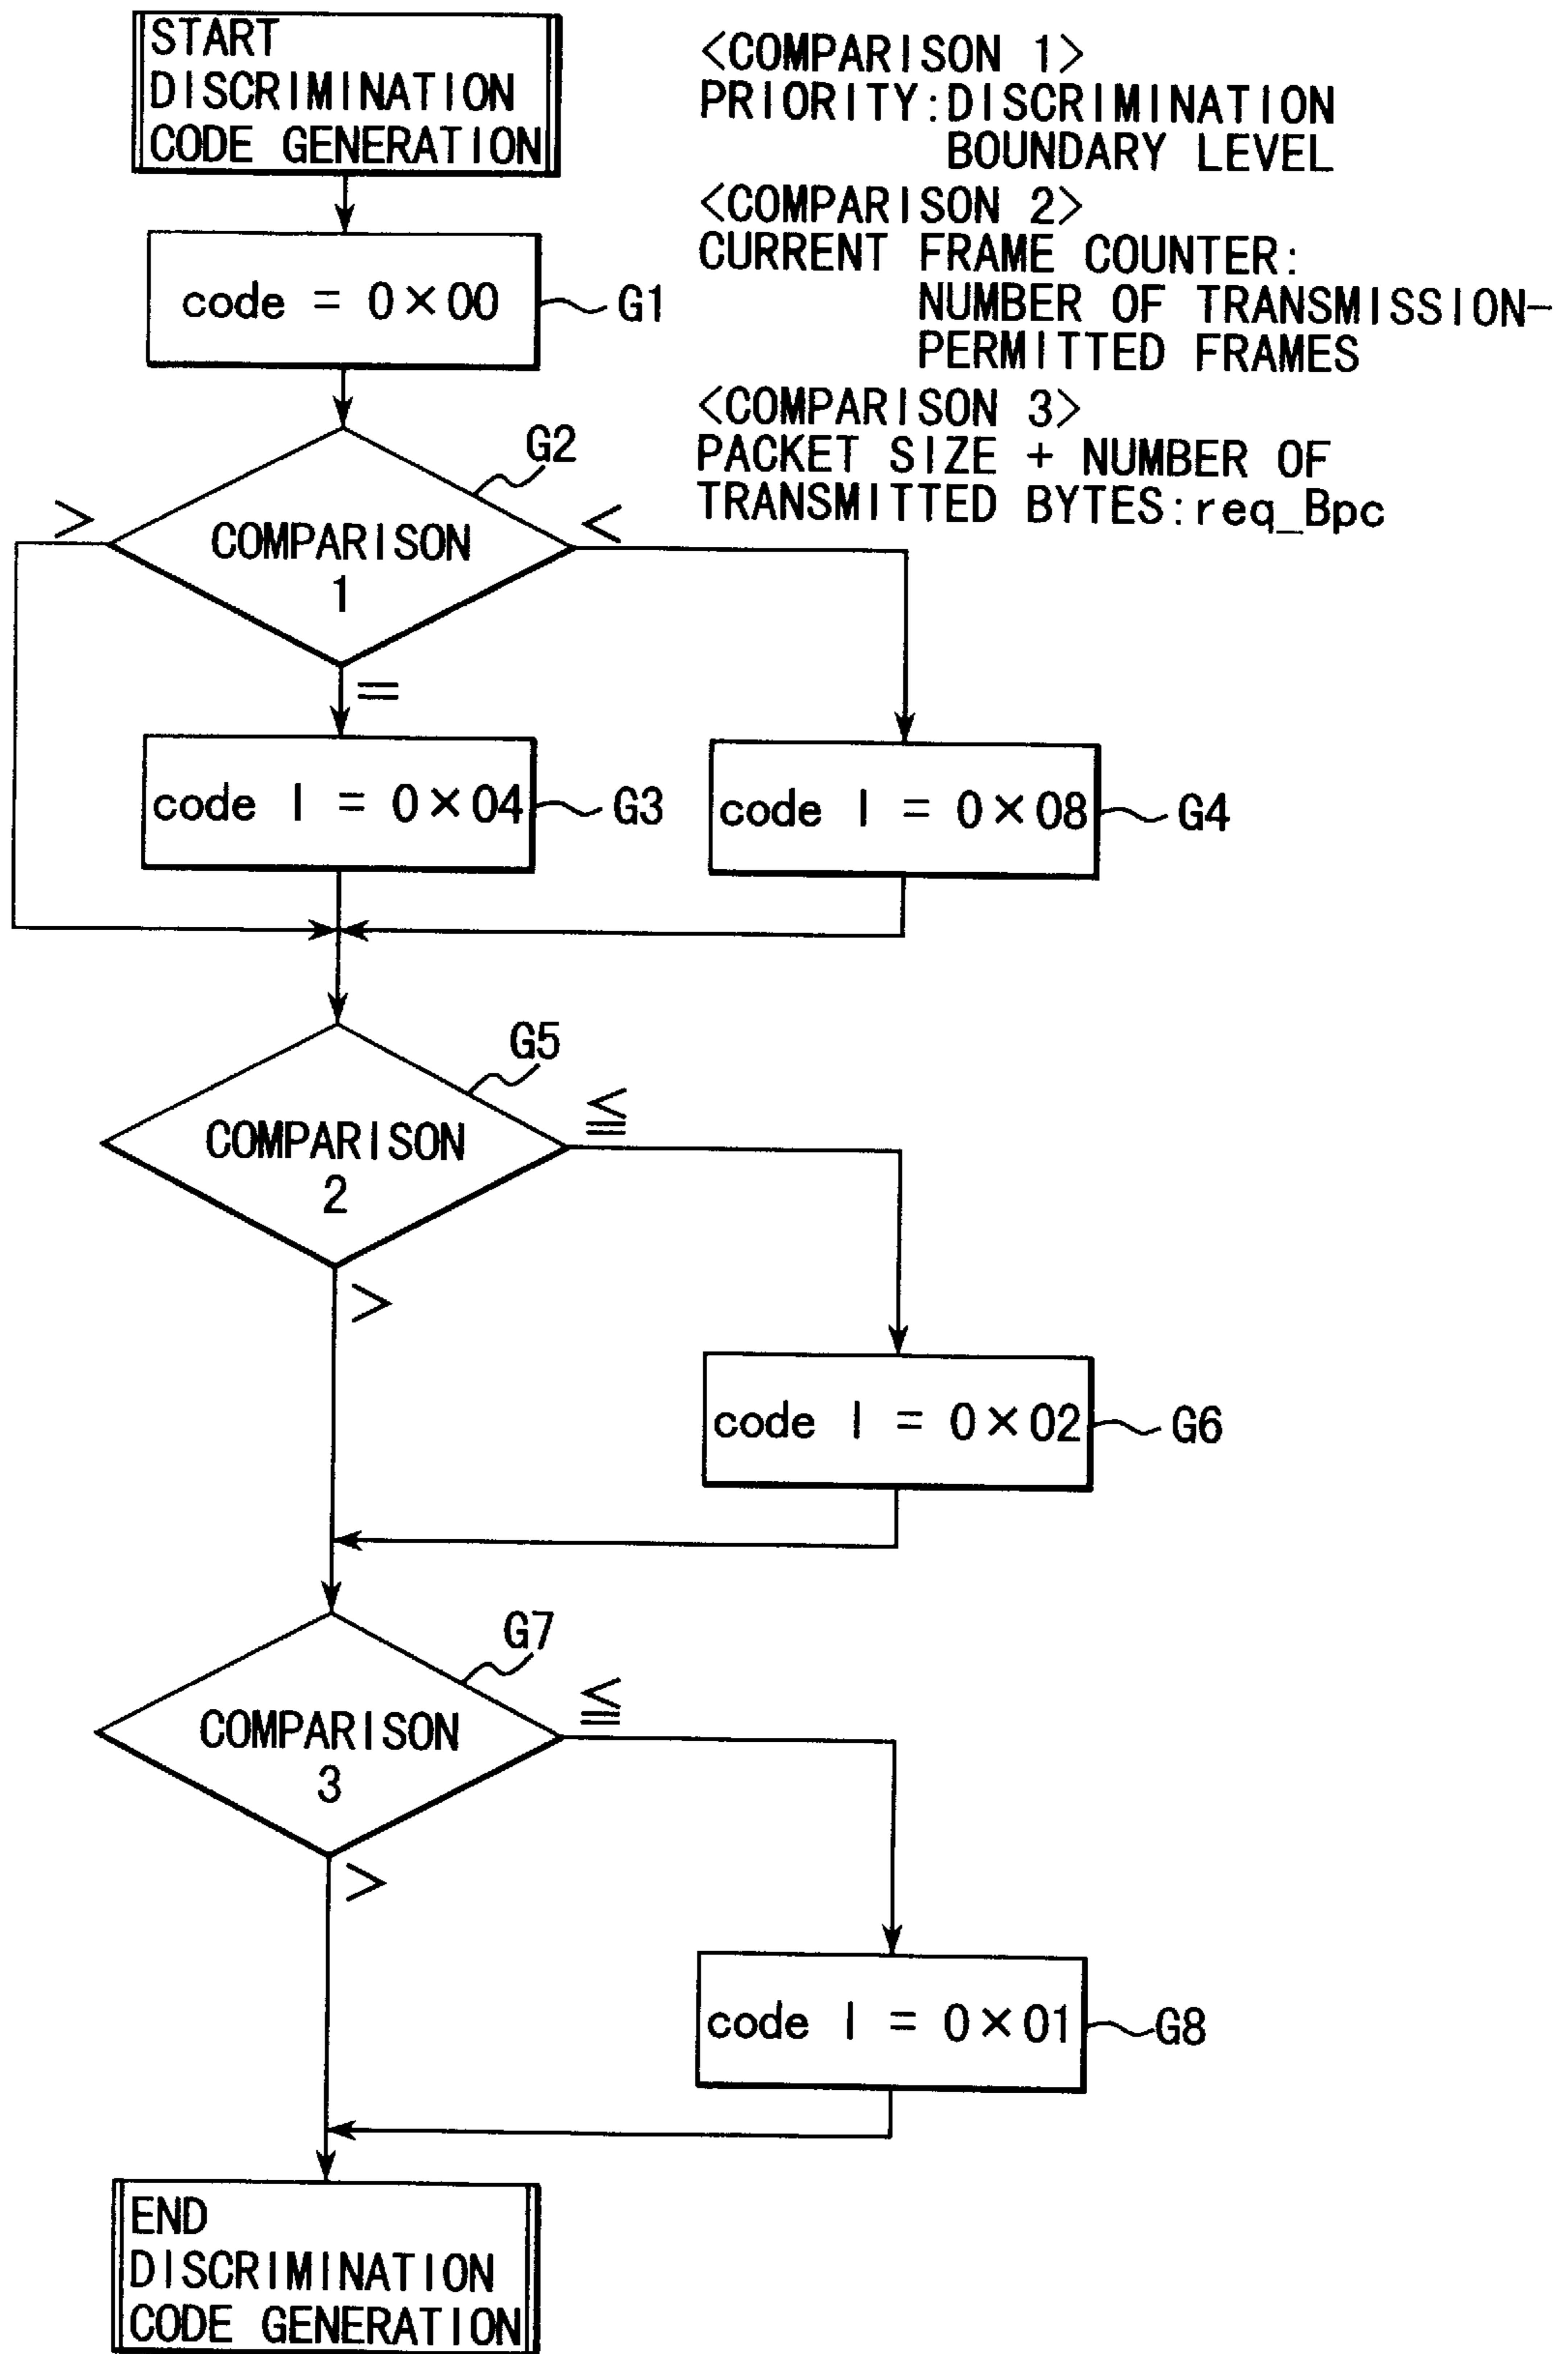 START
DISCRIMINATION
CODE GENERATION
<COMPARISON 1>
PRIORITY:DISCRIMINATION
BOUNDARY LEVEL
<COMPARISON 2>
CURRENT FRAME COUNTER:
NUMBER OF TRANSMISSION-
PERMITTED FRAMES
<COMPARISON 3>
PACKET SIZE + NUMBER OF
TRANSMITTED BYTES:req_Bpc
code = 0×00
G1
G2
>
<
COMPARISON
1
=
code | = 0×04
G3
code | = 0×08
G4
G5
≦
COMPARISON
2
>
code | = 0×02
G6
G7
≦
COMPARISON
3
>
code | = 0×01
G8
END
DISCRIMINATION
CODE GENERATION